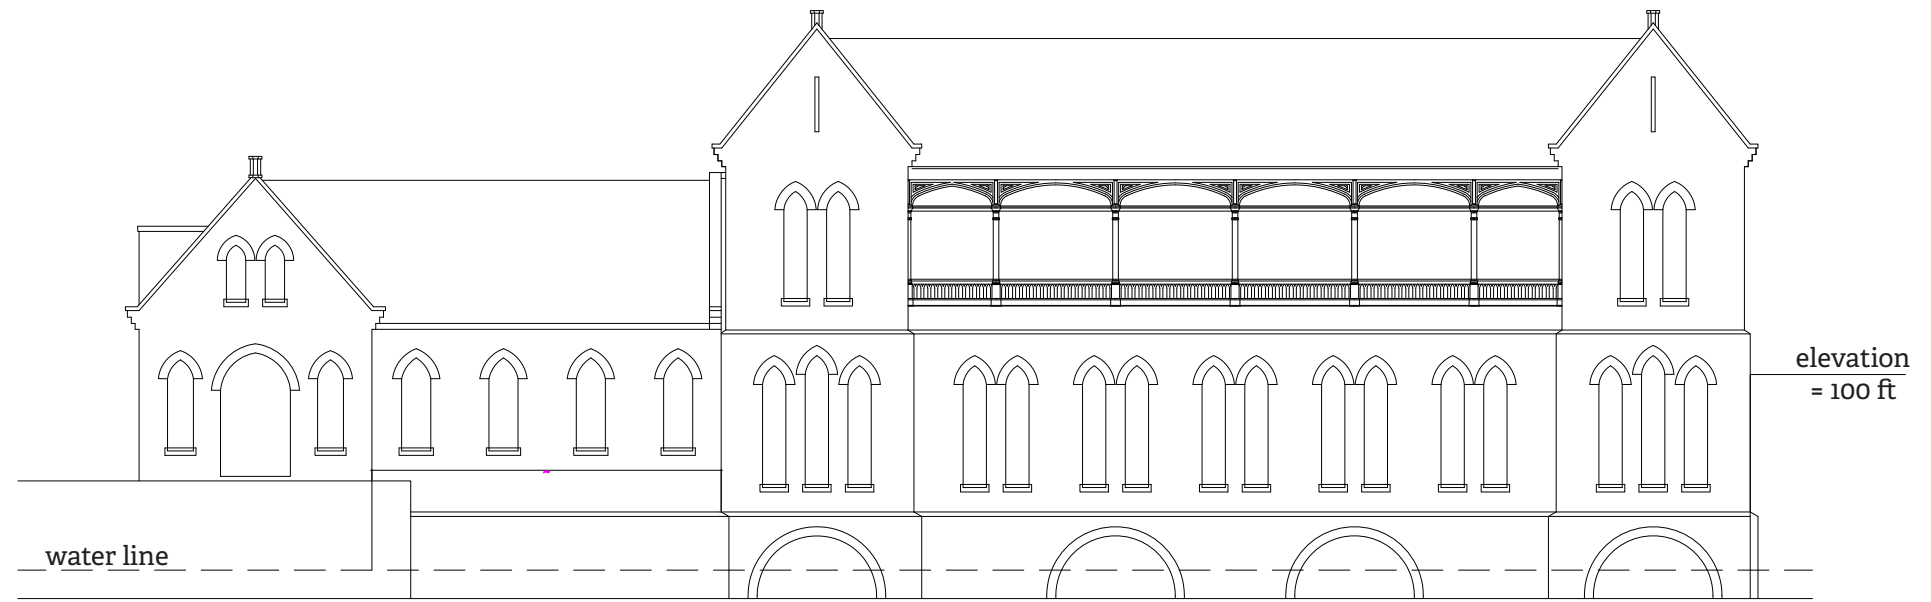 elevation
= 100 ft
water line